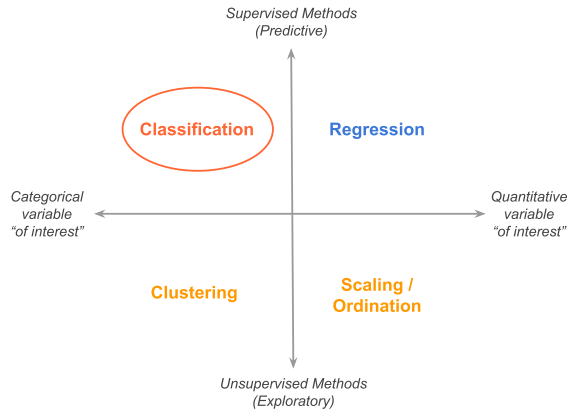 Supervised Methods
(Predictive)
Classification
Regression
Categorical
variable
“of interest”
Quantitative
variable
“of interest”
Clustering
Scaling /
Ordination
Unsupervised Methods
(Exploratory)